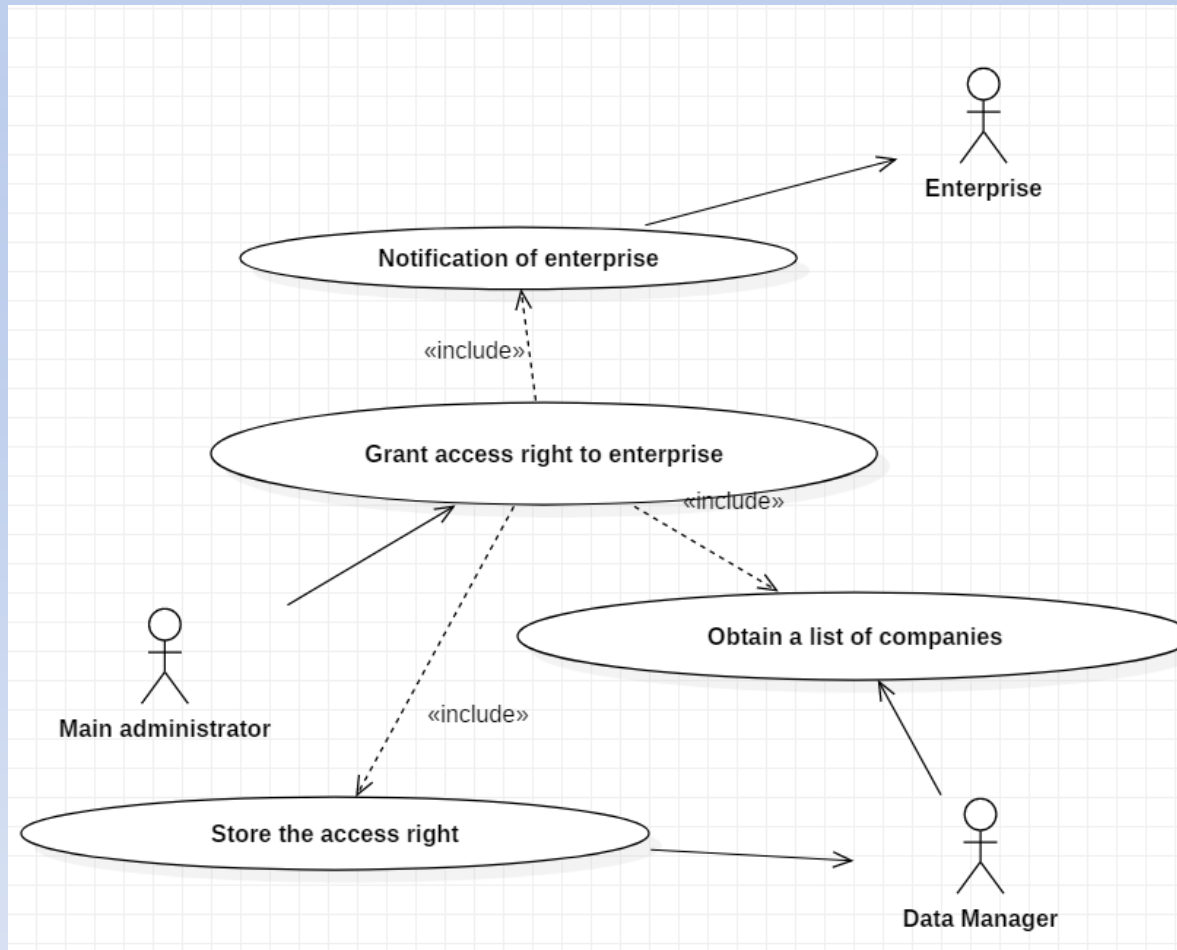 Enterprise
Notification of enterprise
«include»
Grant access right to enterprise
«include»
Obtain a list of companies
«include»
Main administrator
Store the access right
Data Manager